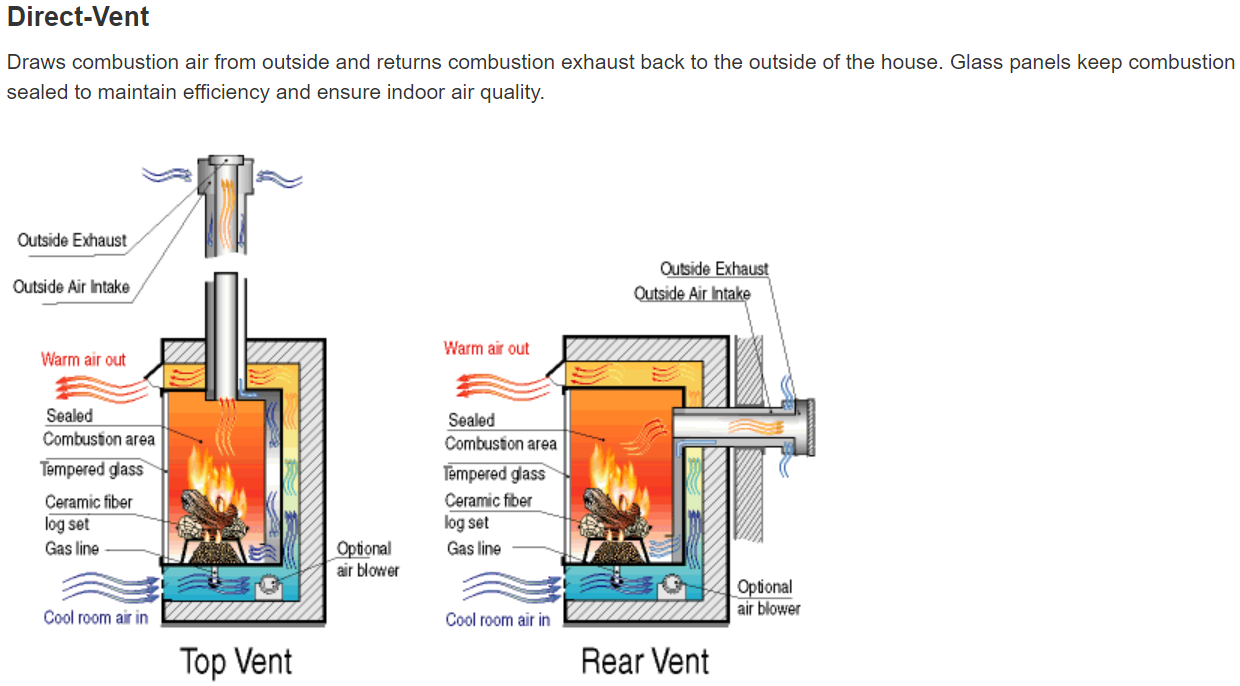 Direct-Vent
Draws combustion air from outside and returns combustion exhaust back to the outside of the house. Glass panels keep combustion
sealed to maintain efficiency and ensure indoor air quality.
Outside Exhaust
Outside Air Intake
Warm air out
Sealed
Combustion area
Tempered glass
Ceramic fiber
log set
Gas line
Cool room air in
Optional
air blower
Top Vent
Outside Exhaust
Outside Air Intake
Warm air out
Sealed
Combustion area
Tempered glass
Ceramic fiber
log set
Gas line
Cool room air in
Optional
air blower
Rear Vent